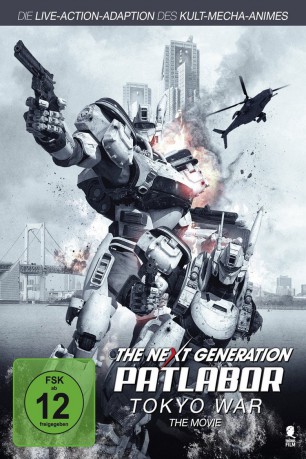 DIE LIVE-ACTION-ADAPTION DES KULT-MECHA-ANIMES
THE NEXT GENERATION
PATLABOR
TOKYO WAR
THE MOVIE
FSK
ab
12
freigegeben